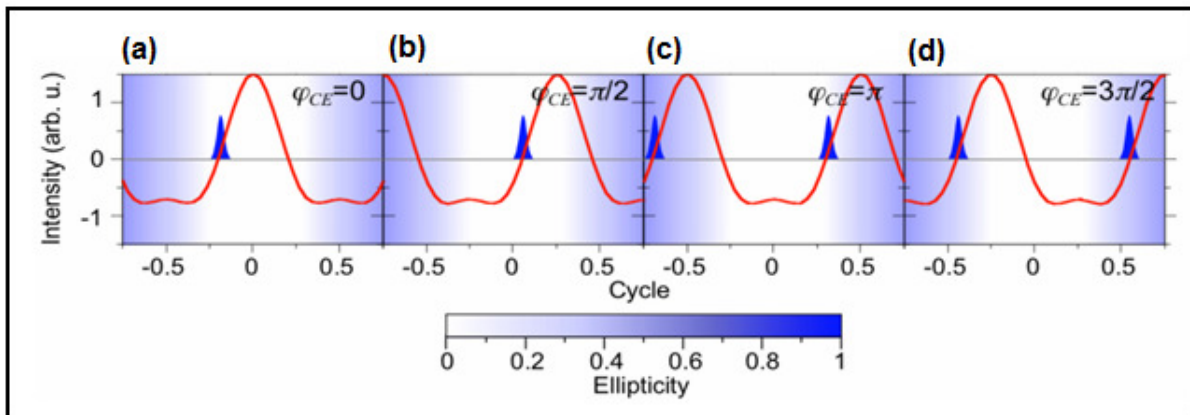 (a) (b) (c) (d)
φCE=0 φCE=π/2 φCE=π φCE=3π/2
Intensity (arb. u.)
1
0
-1
-0.5 0 0.5 -0.5 0 0.5 -0.5 0 0.5 -0.5 0 0.5
Cycle
0 0.2 0.4 0.6 0.8 1
Ellipticity